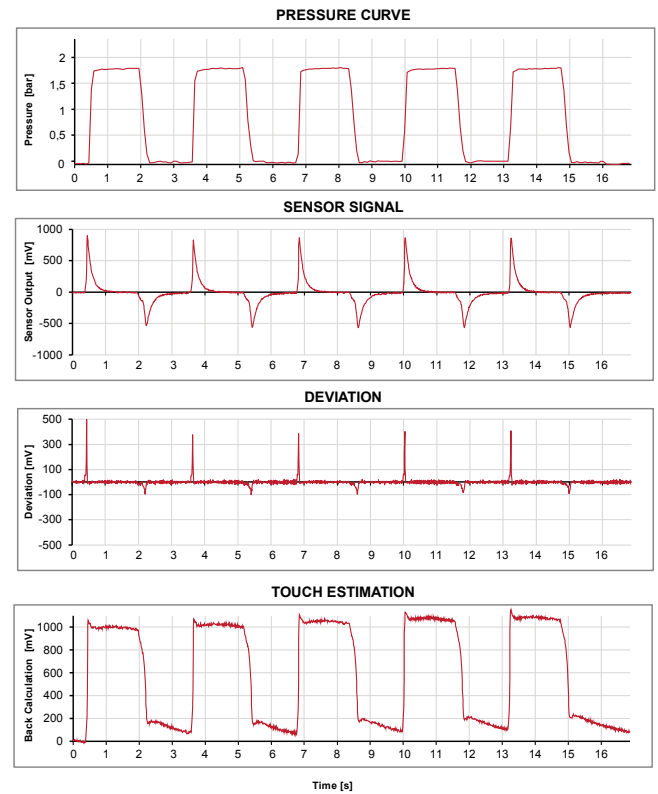 PRESSURE CURVE
Pressure [bar]
2
1,5
1
0,5
0
0 1 2 3 4 5 6 7 8 9 10 11 12 13 14 15 16
SENSOR SIGNAL
Sensor Output [mV]
1000
500
0
-500
-1000
0 1 2 3 4 5 6 7 8 9 10 11 12 13 14 15 16
DEVIATION
Deviation [mV]
500
300
100
-100
-300
-500
0 1 2 3 4 5 6 7 8 9 10 11 12 13 14 15 16
TOUCH ESTIMATION
Back Calculation [mV]
1000
800
600
400
200
0
0 1 2 3 4 5 6 7 8 9 10 11 12 13 14 15 16
Time [s]